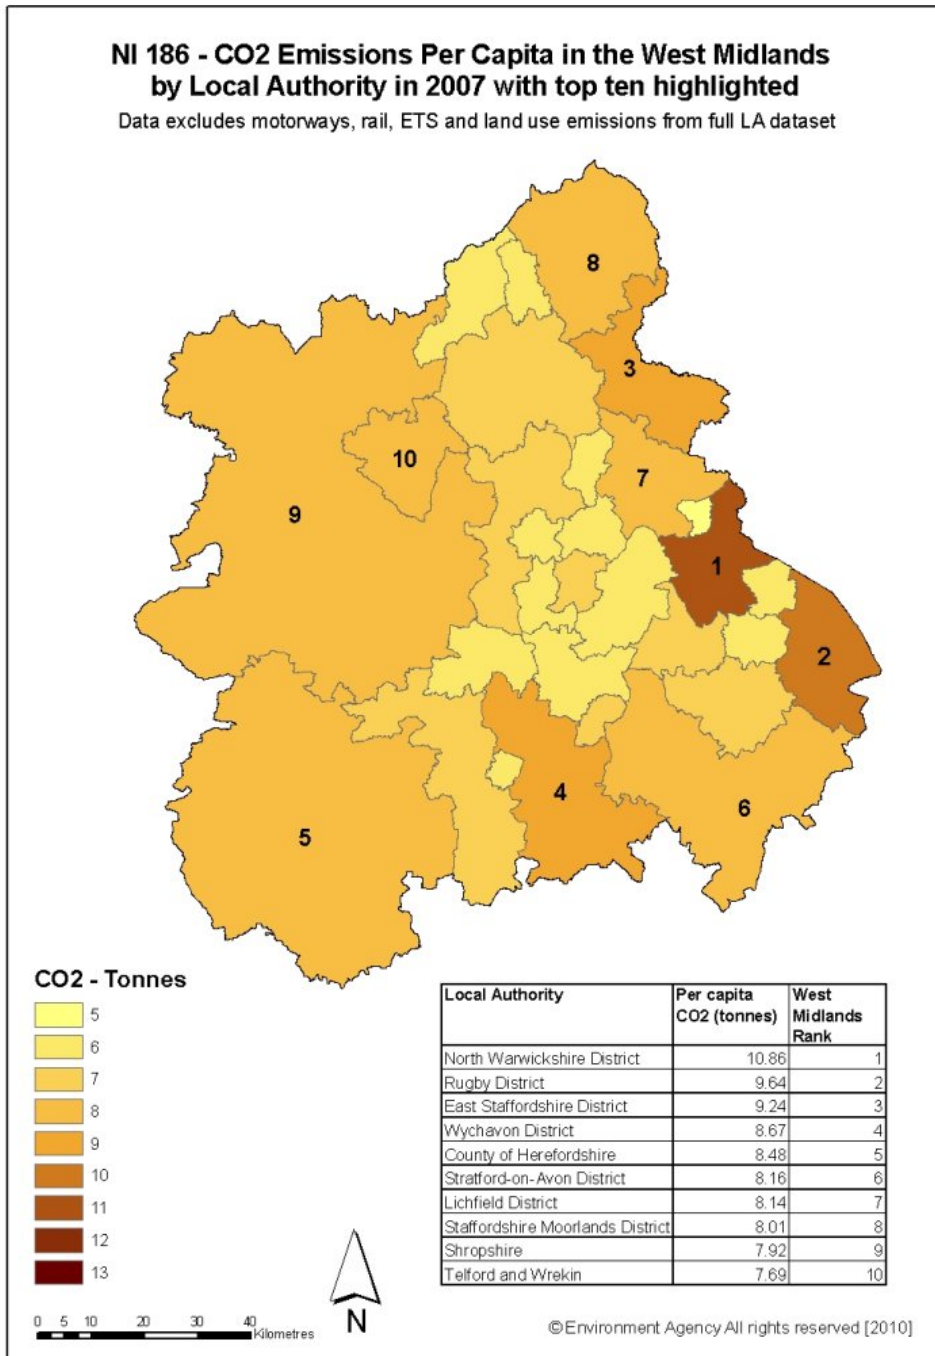 NI 186 - CO2 Emissions Per Capita in the West Midlands
by Local Authority in 2007 with top ten highlighted
Data excludes motorways, rail, ETS and land use emissions from full LA dataset
8
3
10
7
9
1
2
4
6
5
CO2 - Tonnes
5
6
7
8
9
10
11
12
13
0 5 10 20 30 40
Kilometres
N
Local Authority Per capita West
CO2 (tonnes) Midlands
Rank
North Warwickshire District 10.86 1
Rugby District 9.64 2
East Staffordshire District 9.24 3
Wychavon District 8.67 4
County of Herefordshire 8.48 5
Stratford-on-Avon District 8.16 6
Lichfield District 8.14 7
Staffordshire Moorlands District 8.01 8
Shropshire 7.92 9
Telford and Wrekin 7.69 10
©Environment Agency All rights reserved [2010]